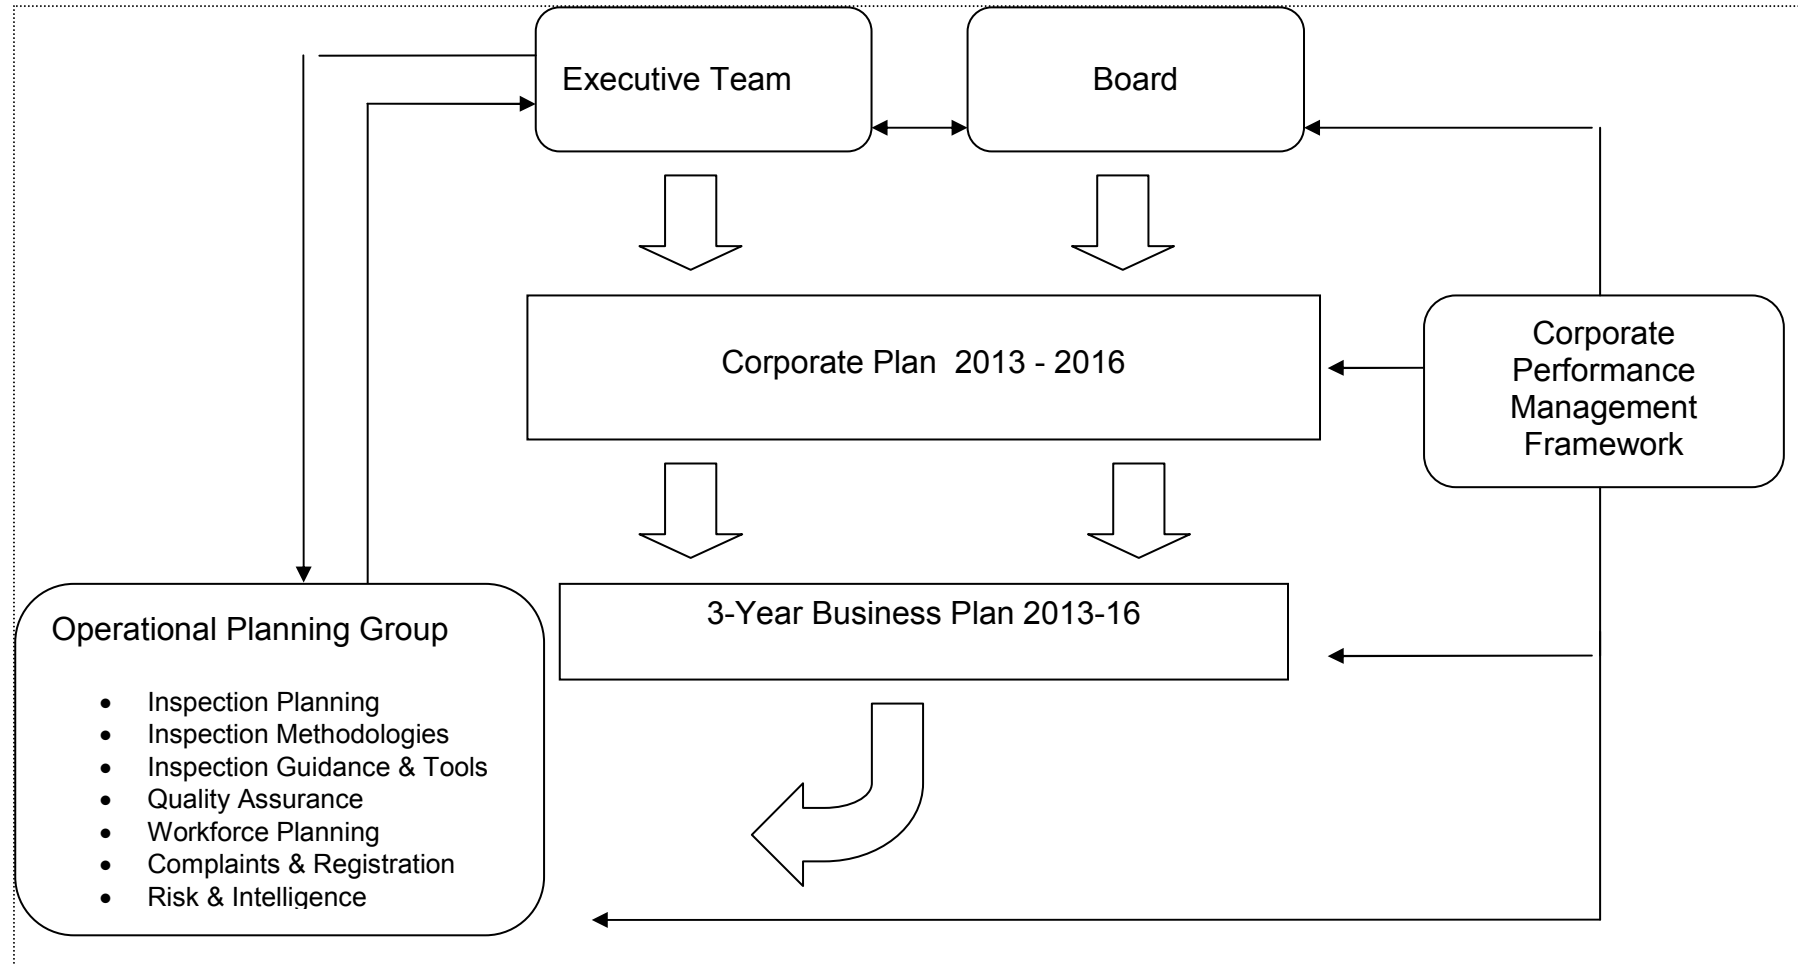 Executive Team
Board
Corporate Plan 2013 - 2016
Corporate
Performance
Management
Framework
3-Year Business Plan 2013-16
Operational Planning Group
• Inspection Planning
• Inspection Methodologies
• Inspection Guidance & Tools
• Quality Assurance
• Workforce Planning
• Complaints & Registration
• Risk & Intelligence